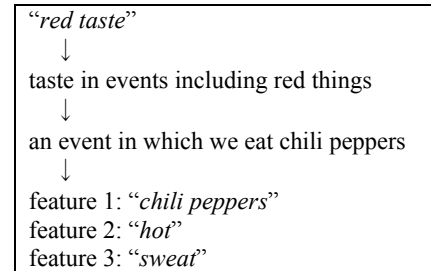 “red taste”
↓
taste in events including red things
↓
an event in which we eat chili peppers
↓
feature 1: “chili peppers”
feature 2: “hot”
feature 3: “sweat”